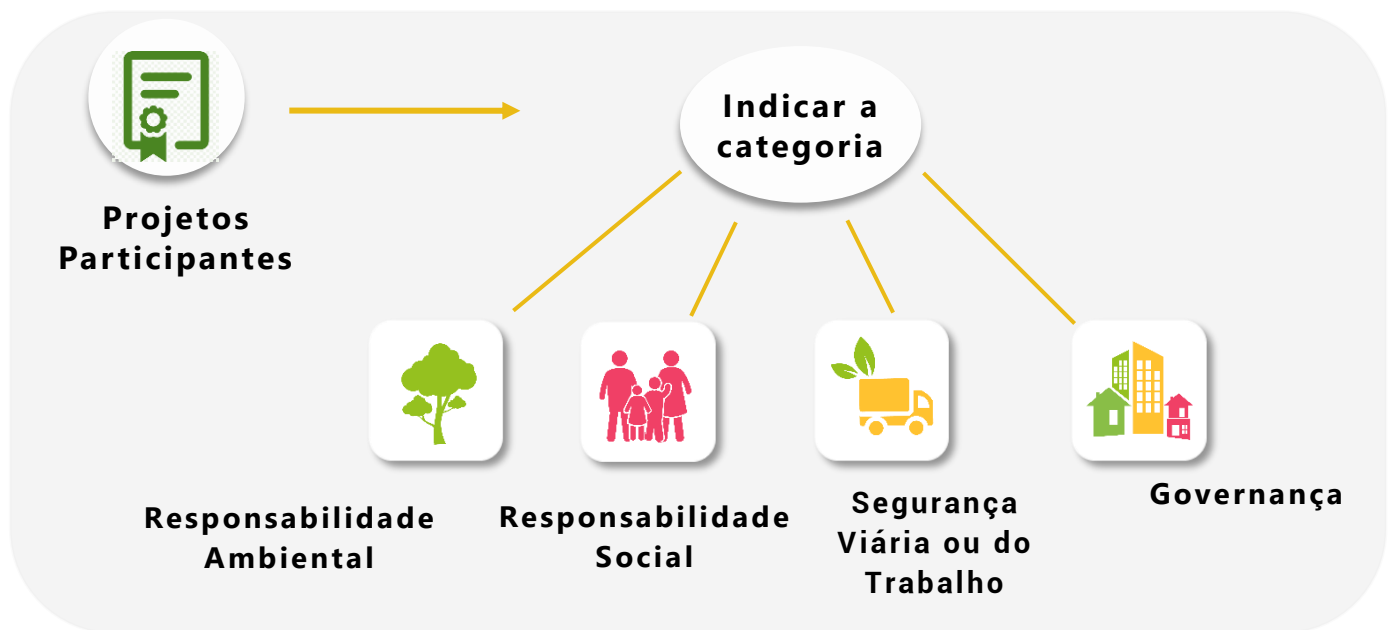 Projetos
Participantes
Indicar a
categoria
Responsabilidade
Ambiental
Responsabilidade
Social
Segurança
Viária ou do
Trabalho
Governança